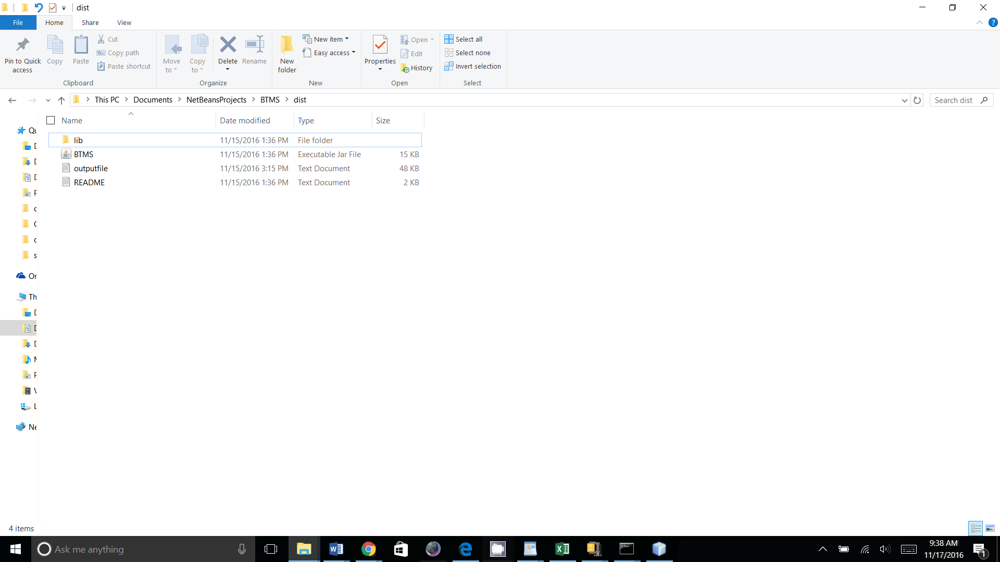 dist
File Home Share View
Pin to Quick access
Copy
Paste
Cut
Copy path
Paste shortcut
Clipboard
Move to
Copy to
Delete
Rename
Organize
New folder
New item
Easy access
New
Properties
Open
Edit
History
Open
Select all
Select none
Invert selection
Select
This PC > Documents > NetBeansProjects > BTMS > dist
Search dist
Name Date modified Type Size
lib 11/15/2016 1:36 PM File folder
BTMS 11/15/2016 1:36 PM Executable Jar File 15 KB
outputfile 11/15/2016 3:15 PM Text Document 48 KB
README 11/15/2016 1:36 PM Text Document 2 KB
Th
Ne
4 items
Ask me anything
9:38 AM
11/17/2016
1